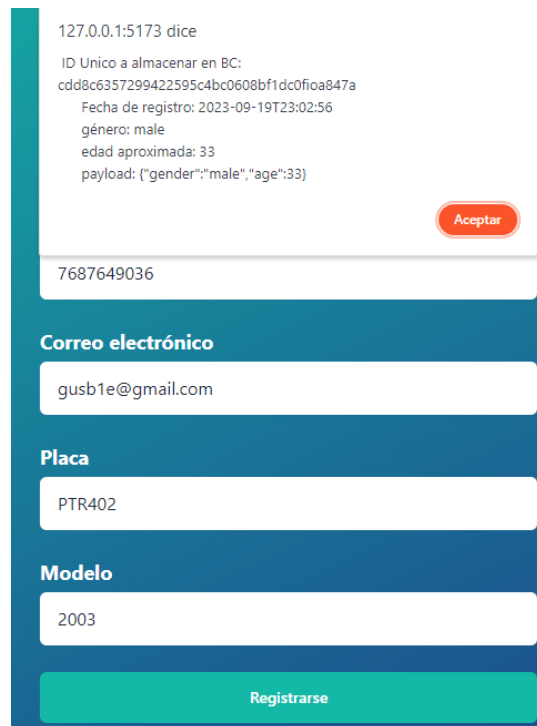 127.0.0.1:5173 dice
ID Unico a almacenar en BC:
cdd8c6357299422595c4bc0608bf1dc0fioa847a
Fecha de registro: 2023-09-19T23:02:56
género: male
edad aproximada: 33
payload: {"gender":"male","age":33}
Aceptar
7687649036
Correo electrónico
gusb1e@gmail.com
Placa
PTR402
Modelo
2003
Registrarse